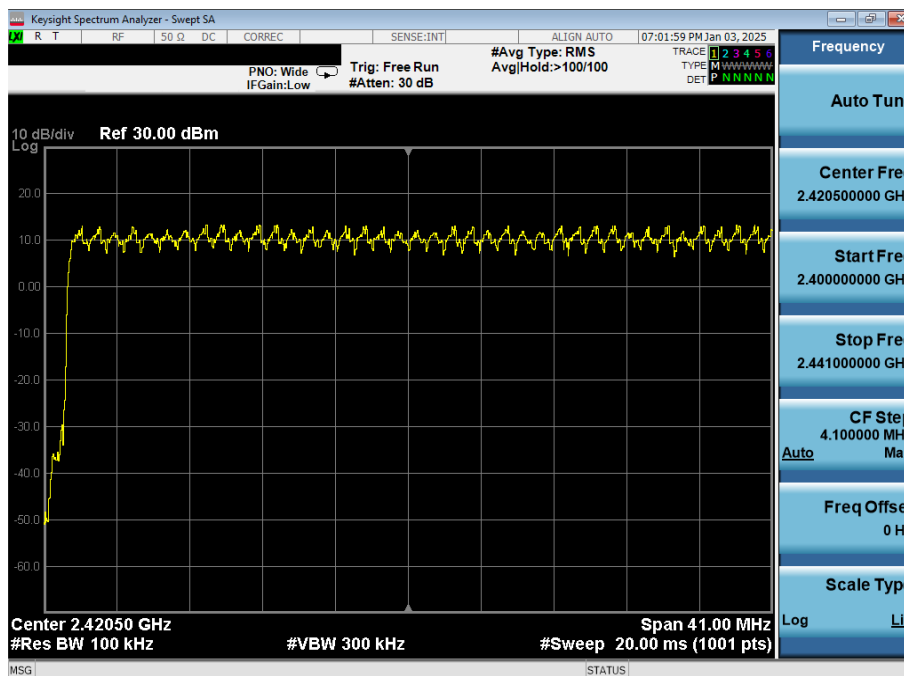 Keysight Spectrum Analyzer - Swept SA
LXI R T RF 50 Ω DC CORREC SENSE:INT ALIGN AUTO 07:01:59 PM Jan 03, 2025
PNO: Wide
IFGain:Low
Trig: Free Run
#Atten: 30 dB
#Avg Type: RMS
Avg|Hold:>100/100
TRACE 1 2 3 4 5 6
TYPE M W W W W W
DET P N N N N N
Frequency
10 dB/div Ref 30.00 dBm
Log
20.0
10.0
0.00
-10.0
-20.0
-30.0
-40.0
-50.0
-60.0
Center 2.42050 GHz
Span 41.00 MHz
#Res BW 100 kHz
#VBW 300 kHz
#Sweep 20.00 ms (1001 pts)
Auto Tun
Center Fre
2.420500000 GH
Start Fre
2.400000000 GH
Stop Fre
2.441000000 GH
CF Step
4.100000 MH
Auto Ma
Freq Offse
0 H
Scale Typ
Log Li
MSG STATUS